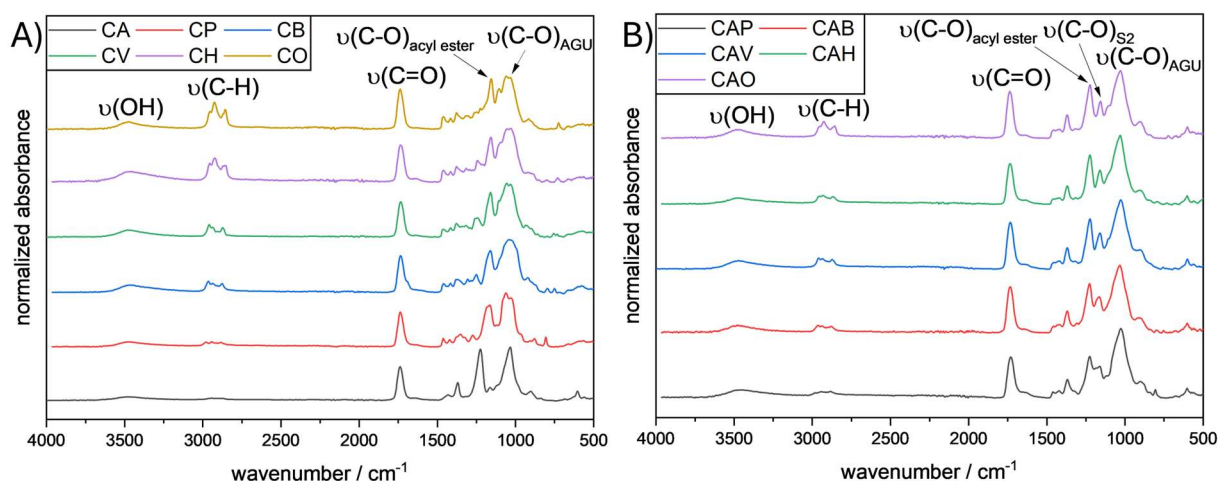 A)
CA CP CB
CV CH CO
υ(C-O)acyl ester
υ(C-O)AGU
υ(OH)
υ(C-H)
υ(C=O)
normalized absorbance
4000 3500 3000 2500 2000 1500 1000 500
wavenumber / cm⁻¹
B)
CAP CAB
CAV CAH
CAO
υ(C-O)acyl ester
υ(C-O)S2
υ(C-O)AGU
υ(OH)
υ(C-H)
υ(C=O)
normalized absorbance
4000 3500 3000 2500 2000 1500 1000 500
wavenumber / cm⁻¹